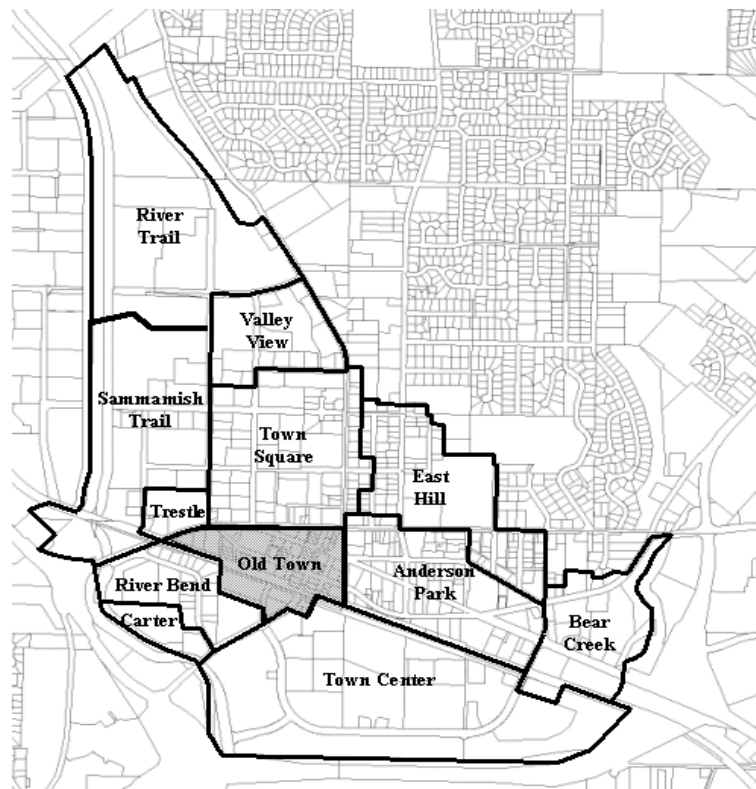 River
Trail
Valley
View
Sammamish
Trail
Town
Square
East
Hill
Trestle
Old Town
Anderson
Park
River Bend
Carter
Bear
Creek
Town Center